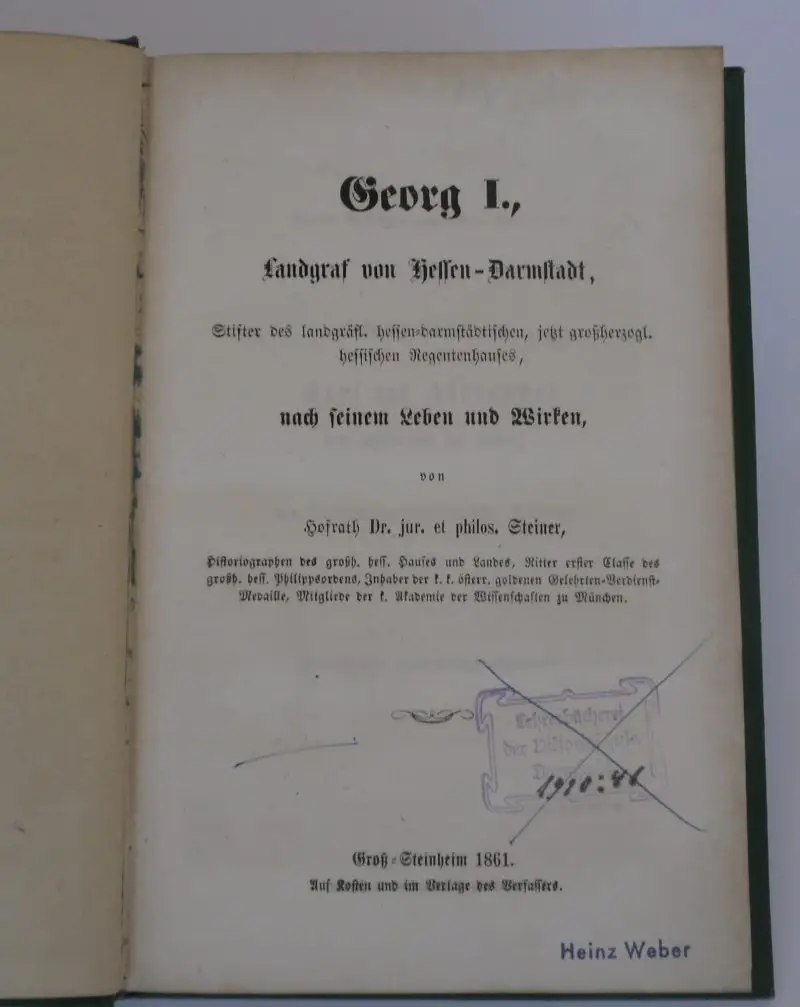 Georg I.,
Landgraf von Hessen-Darmstadt,
Stifter des landgräfl. hessen-darmstädtischen, jetzt großherzogl.
hessischen Regentenhauses,
nach seinem Leben und Wirken,
von
Hofrath Dr. jur. et philos. Steiner,
Historiographen des großh. hess. Hauses und Landes, Ritter erster Classe des
großh. hess. Philippsordens, Inhaber der k. k. österr. goldenen Gelehrten-Verdienst-
Medaille, Mitgliede der k. Akademie der Wissenschaften zu München.
Lehrerbücherei
der
1910:81
Groß-Steinheim 1861.
Auf Kosten und im Verlage des Verfassers.
Heinz Weber